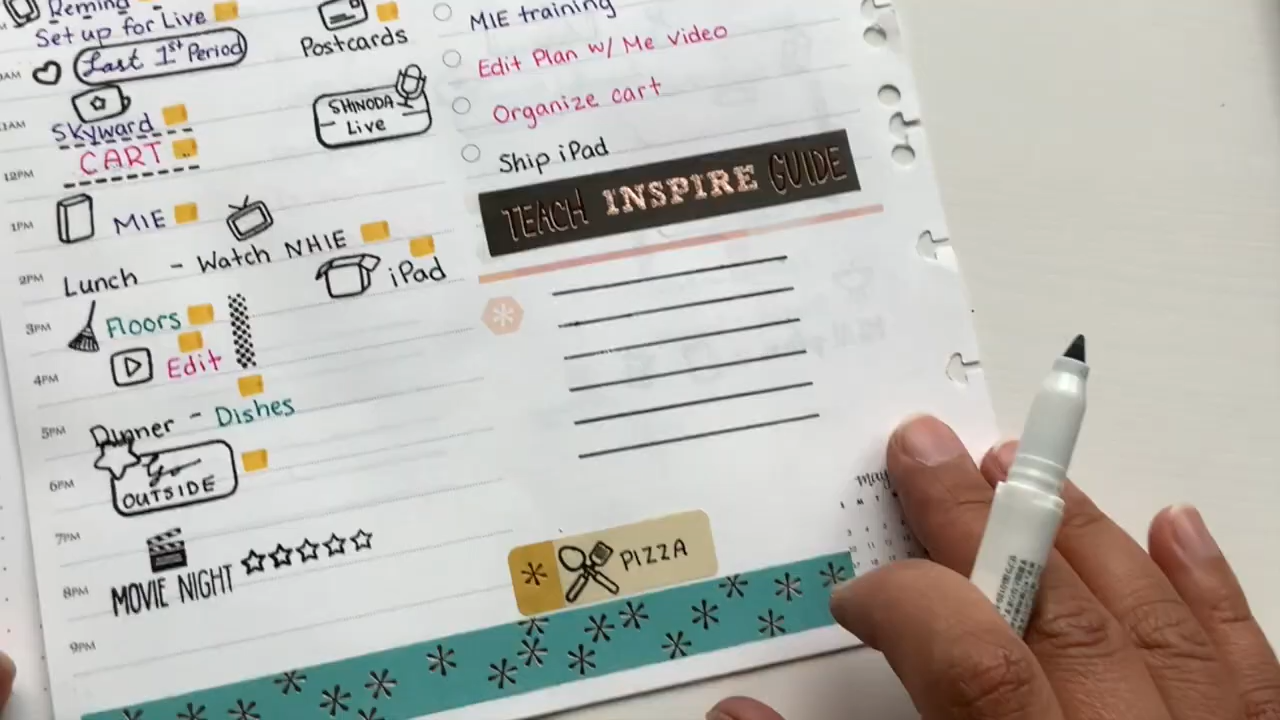 Set up for Live
Last 1st Period
Postcards
Skyward
SHINODA
Live
CART
12PM
1PM
MIE
Lunch - Watch NHIE
2PM
iPad
3PM
Floors
Edit
4PM
Dinner - Dishes
5PM
Go
OUTSIDE
6PM
7PM
MOVIE NIGHT
8PM
9PM
MIE training
Edit Plan w/ Me video
Organize cart
Ship iPad
TEACH INSPIRE GUIDE
may
PIZZA